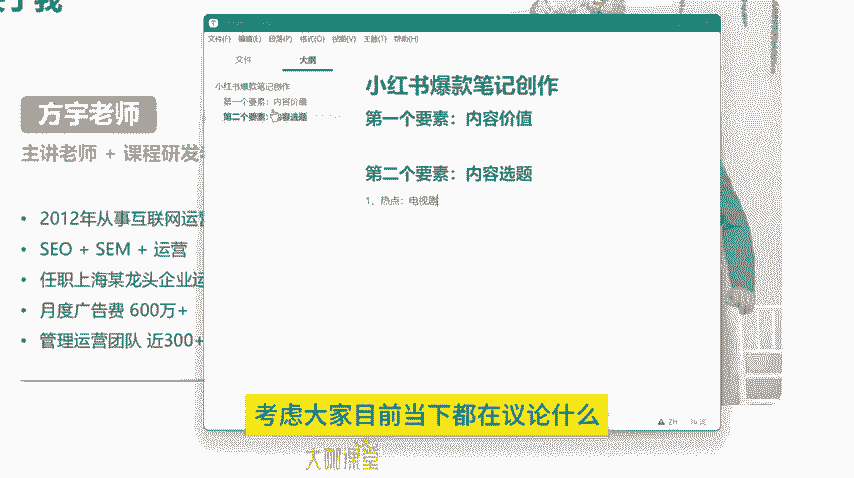 于我
方宇老师
主讲老师 + 课程研发
2012年从事互联网运营
SEO + SEM + 运营
任职上海某龙头企业运
月度广告费 600万+
管理运营团队 近300+
文件(F) 编辑(E) 段落(P) 格式(O) 视图(V) 主题(T) 帮助(H)
文件 大纲
小红书爆款笔记创作
第一个要素：内容价值
第二个要素：内容选题
小红书爆款笔记创作
第一个要素：内容价值
第二个要素：内容选题
1、热点：电视剧
ZH
考虑大家目前当下都在议论什么
大咖课堂